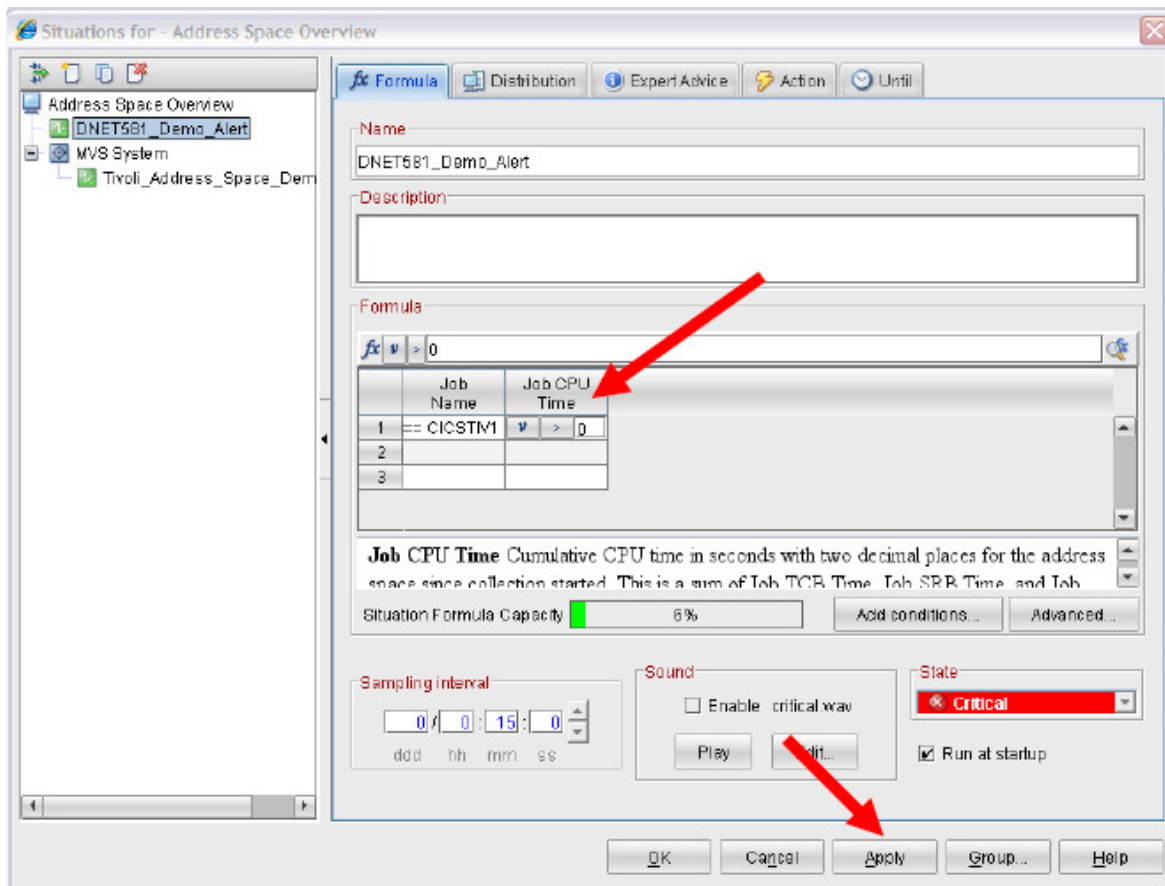 Situations for - Address Space Overview
Address Space Overview
DNET581_Demo_Alert
MVS System
Tivoli_Address_Space_Dem
Formula
Distribution
Expert Advice
Action
Until
Name
DNET581_Demo_Alert
Description
Formula
fx v > 0
Job Name
Job CPU Time
1 == CICSTIV1 v > 0
2
3
Job CPU Time Cumulative CPU time in seconds with two decimal places for the address
space since collection started. This is a sum of Job TCB Time, Job SRB Time, and Job
Situation Formula Capacity 6% Add conditions... Advanced...
Sampling interval
0 / 0 : 15 : 0
ddd hh mm ss
Sound
Enable critical.wav
Play
State
Critical
Run at startup
OK Cancel Apply Group... Help